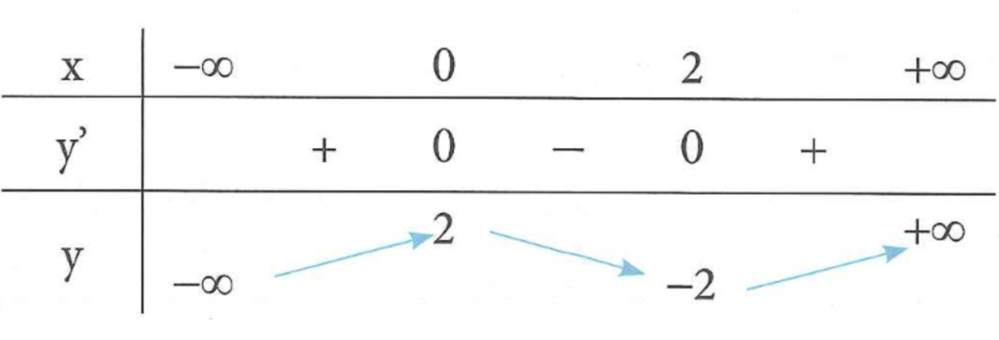 x −∞ 0 2 +∞
y’ + 0 − 0 +
2 +∞
y
−∞ −2